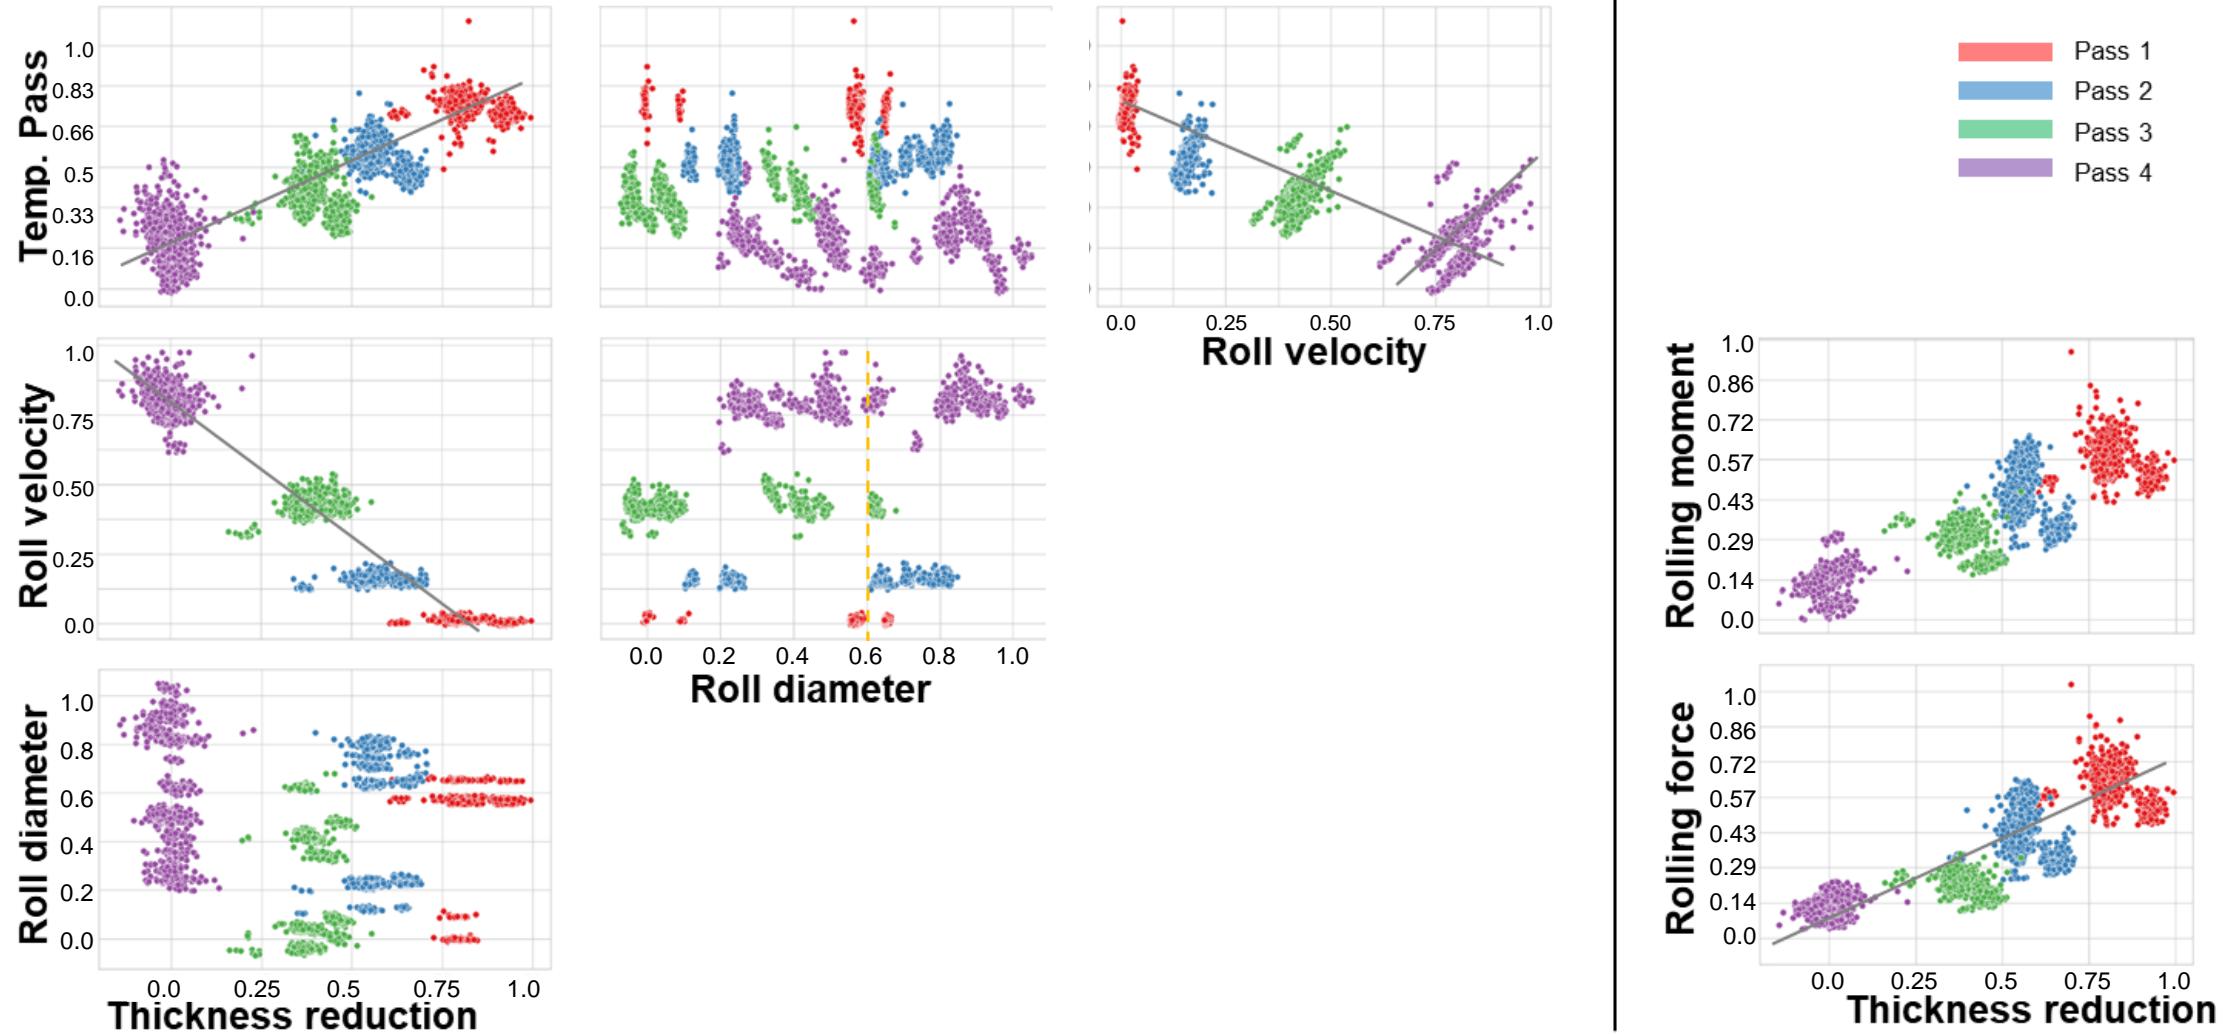 Temp. Pass
1.0
0.83
0.66
0.5
0.33
0.16
0.0
0.0 0.25 0.50 0.75 1.0
Roll velocity
Pass 1
Pass 2
Pass 3
Pass 4
Roll velocity
1.0
0.75
0.50
0.25
0.0
0.0 0.2 0.4 0.6 0.8 1.0
Roll diameter
Rolling moment
1.0
0.86
0.72
0.57
0.43
0.29
0.14
0.0
Roll diameter
1.0
0.8
0.6
0.4
0.2
0.0
0.0 0.25 0.5 0.75 1.0
Thickness reduction
Rolling force
1.0
0.86
0.72
0.57
0.43
0.29
0.14
0.0
0.0 0.25 0.5 0.75 1.0
Thickness reduction